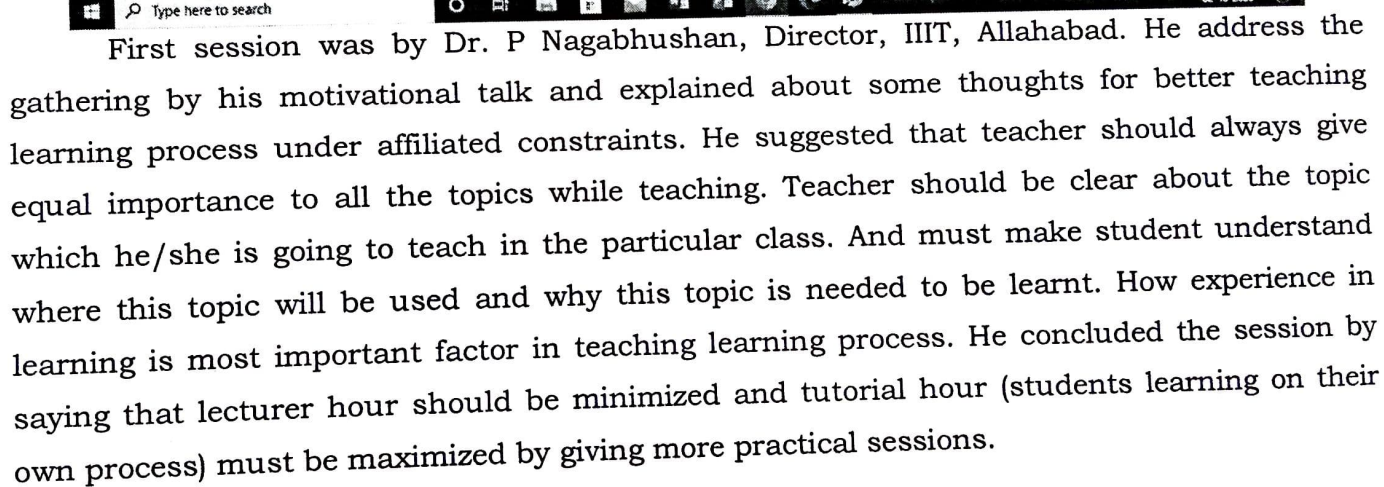 Type here to search
First session was by Dr. P Nagabhushan, Director, IIIT, Allahabad. He address the
gathering by his motivational talk and explained about some thoughts for better teaching
learning process under affiliated constraints. He suggested that teacher should always give
equal importance to all the topics while teaching. Teacher should be clear about the topic
which he/she is going to teach in the particular class. And must make student understand
where this topic will be used and why this topic is needed to be learnt. How experience in
learning is most important factor in teaching learning process. He concluded the session by
saying that lecturer hour should be minimized and tutorial hour (students learning on their
own process) must be maximized by giving more practical sessions.